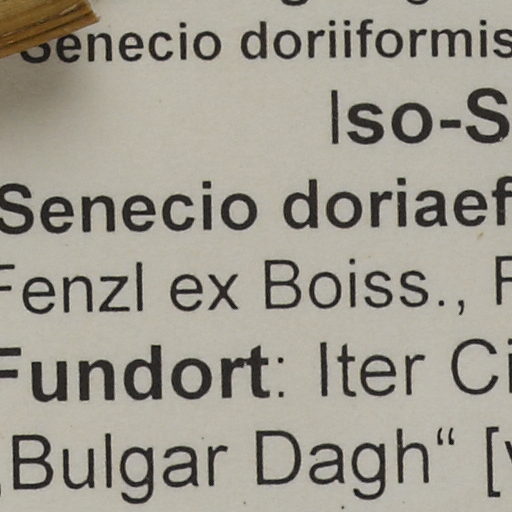 Senecio doriiformis
Iso-S
Senecio doriaef
Fenzl ex Boiss., F
Fundort: Iter Ci
„Bulgar Dagh“ [v